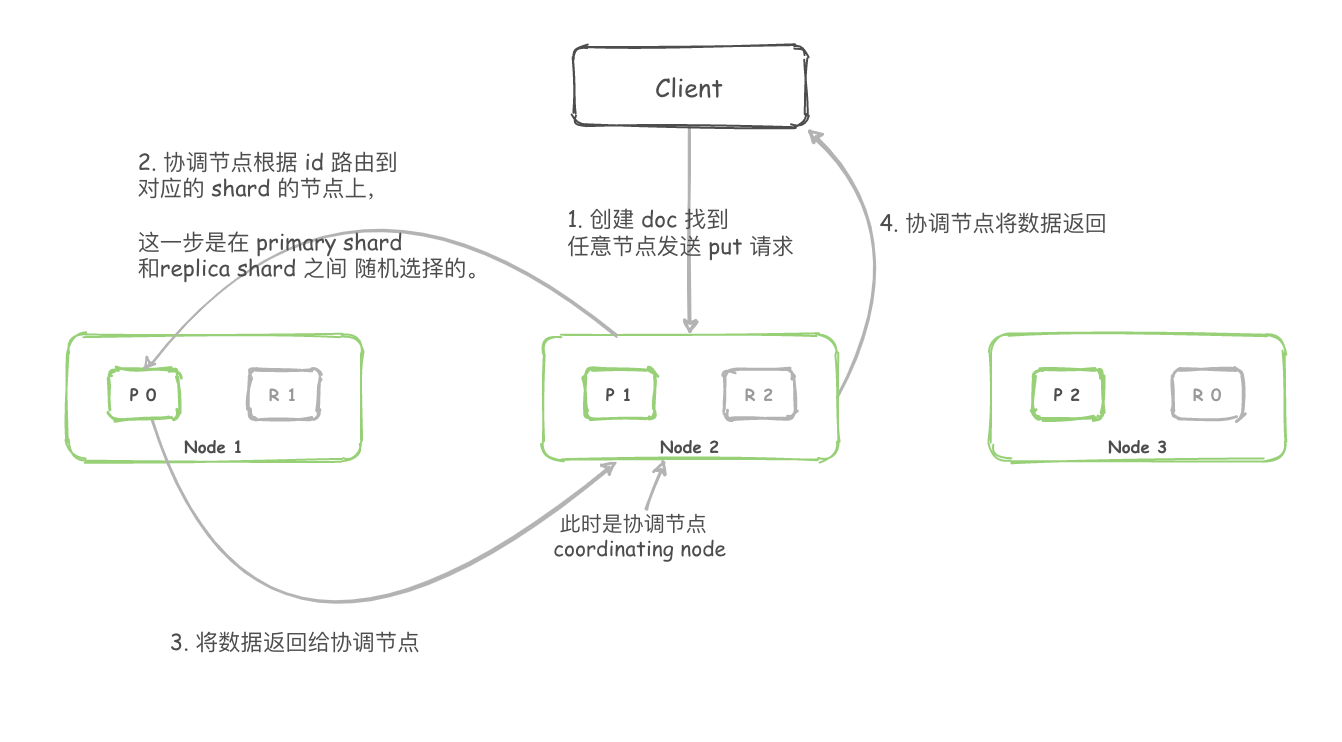 Client
2. 协调节点根据 id 路由到
对应的 shard 的节点上，
这一步是在 primary shard
和replica shard 之间 随机选择的。
1. 创建 doc 找到
任意节点发送 put 请求
4. 协调节点将数据返回
P 0
R 1
Node 1
P 1
R 2
Node 2
P 2
R 0
Node 3
此时是协调节点
coordinating node
3. 将数据返回给协调节点